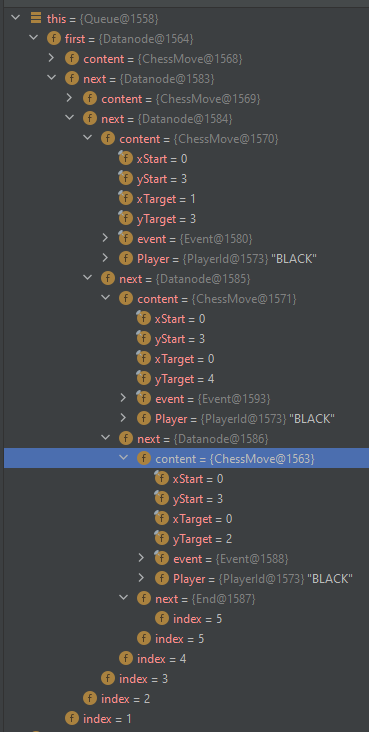 this = {Queue@1558}
f first = {Datanode@1564}
f content = {ChessMove@1568}
f next = {Datanode@1583}
f content = {ChessMove@1569}
f next = {Datanode@1584}
f content = {ChessMove@1570}
f xStart = 0
f yStart = 3
f xTarget = 1
f yTarget = 3
f event = {Event@1580}
f Player = {PlayerId@1573} "BLACK"
f next = {Datanode@1585}
f content = {ChessMove@1571}
f xStart = 0
f yStart = 3
f xTarget = 0
f yTarget = 4
f event = {Event@1593}
f Player = {PlayerId@1573} "BLACK"
f next = {Datanode@1586}
f content = {ChessMove@1563}
f xStart = 0
f yStart = 3
f xTarget = 0
f yTarget = 2
f event = {Event@1588}
f Player = {PlayerId@1573} "BLACK"
f next = {End@1587}
f index = 5
f index = 5
f index = 4
f index = 3
f index = 2
f index = 1